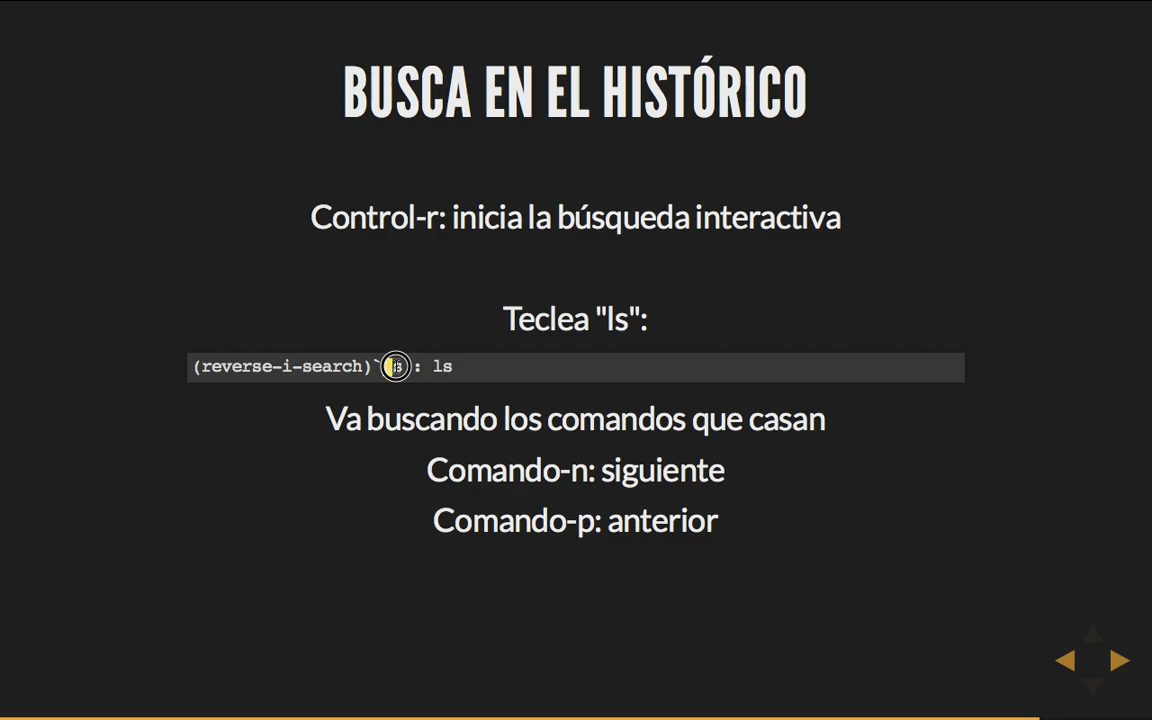 BUSCA EN EL HISTÓRICO
Control-r: inicia la búsqueda interactiva
Teclea "ls":
(reverse-i-search)` : ls
Va buscando los comandos que casan
Comando-n: siguiente
Comando-p: anterior